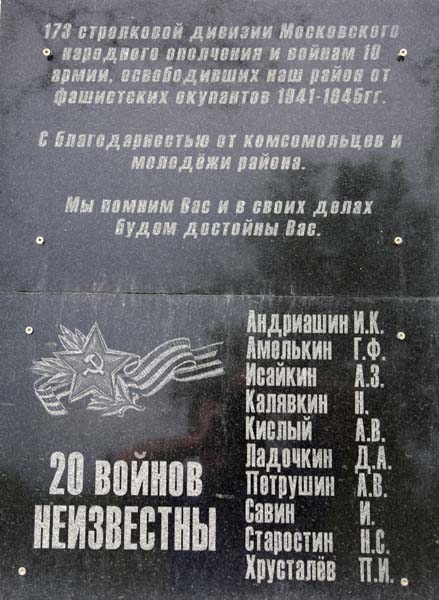 173 стрелковой дивизии Московского
народного ополчения и войнам 10
армии, освободивших наш район от
фашистских окупантов 1941-1945гг.
С благодарностью от комсомольцев и
молодёжи района.
Мы помним Вас и в своих делах
будем достойны Вас.
Андриашин И.К.
Амелькин Г.Ф.
Исайкин А.З.
Калявкин Н.
Кислый А.В.
Ладочкин Д.А.
Петрушин А.В.
Савин И.
Старостин Н.С.
Хрусталёв П.И.
20 ВОЙНОВ
НЕИЗВЕСТНЫ